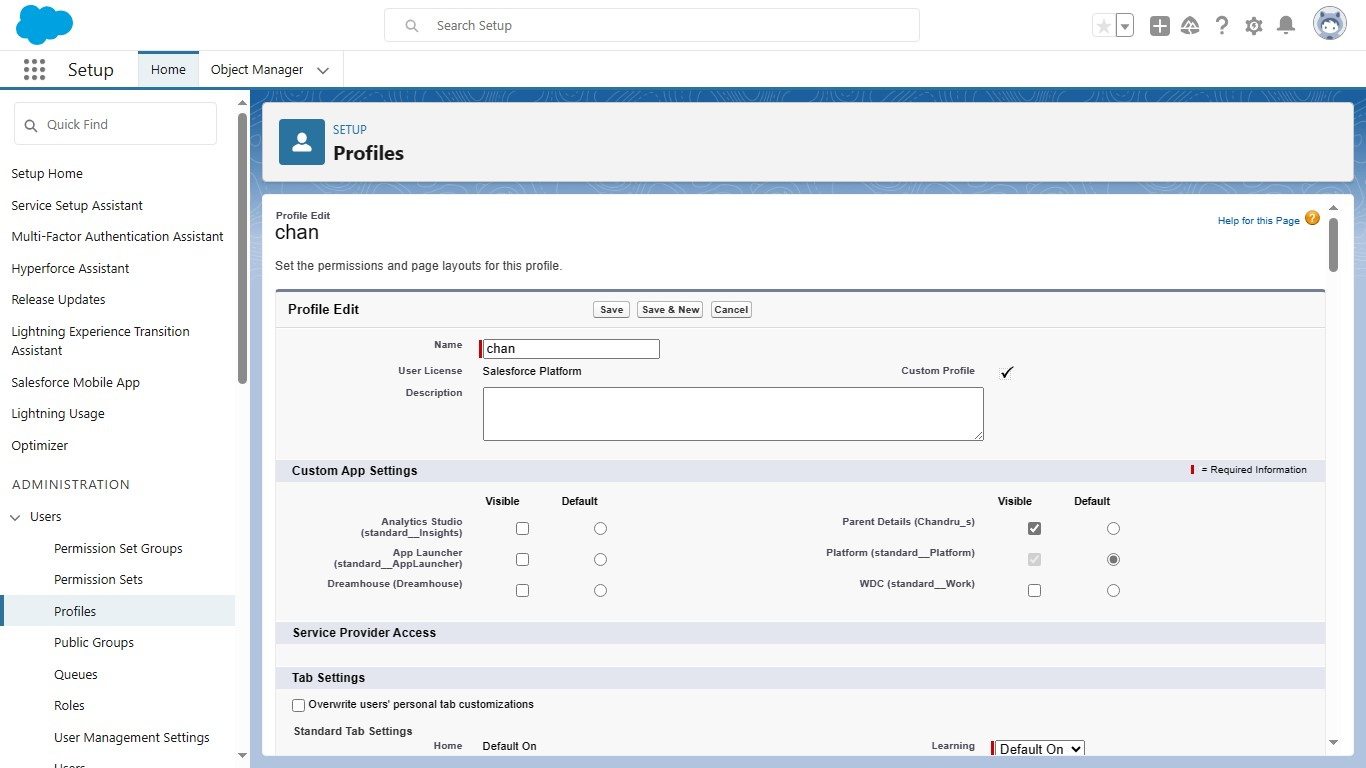 Search Setup
Setup
Home
Object Manager
Quick Find
Setup Home
Service Setup Assistant
Multi-Factor Authentication Assistant
Hyperforce Assistant
Release Updates
Lightning Experience Transition
Assistant
Salesforce Mobile App
Lightning Usage
Optimizer
ADMINISTRATION
Users
Permission Set Groups
Permission Sets
Profiles
Public Groups
Queues
Roles
User Management Settings
Users
SETUP
Profiles
Profile Edit
chan
Help for this Page ?
Set the permissions and page layouts for this profile.
Profile Edit
Save
Save & New
Cancel
Name chan
User License Salesforce Platform
Custom Profile
Description
Custom App Settings
= Required Information
Visible Default
Analytics Studio
(standard__Insights)
App Launcher
(standard__AppLauncher)
Dreamhouse (Dreamhouse)
Visible Default
Parent Details (Chandru_s)
Platform (standard__Platform)
WDC (standard__Work)
Service Provider Access
Tab Settings
Overwrite users' personal tab customizations
Standard Tab Settings
Home Default On
Learning Default On